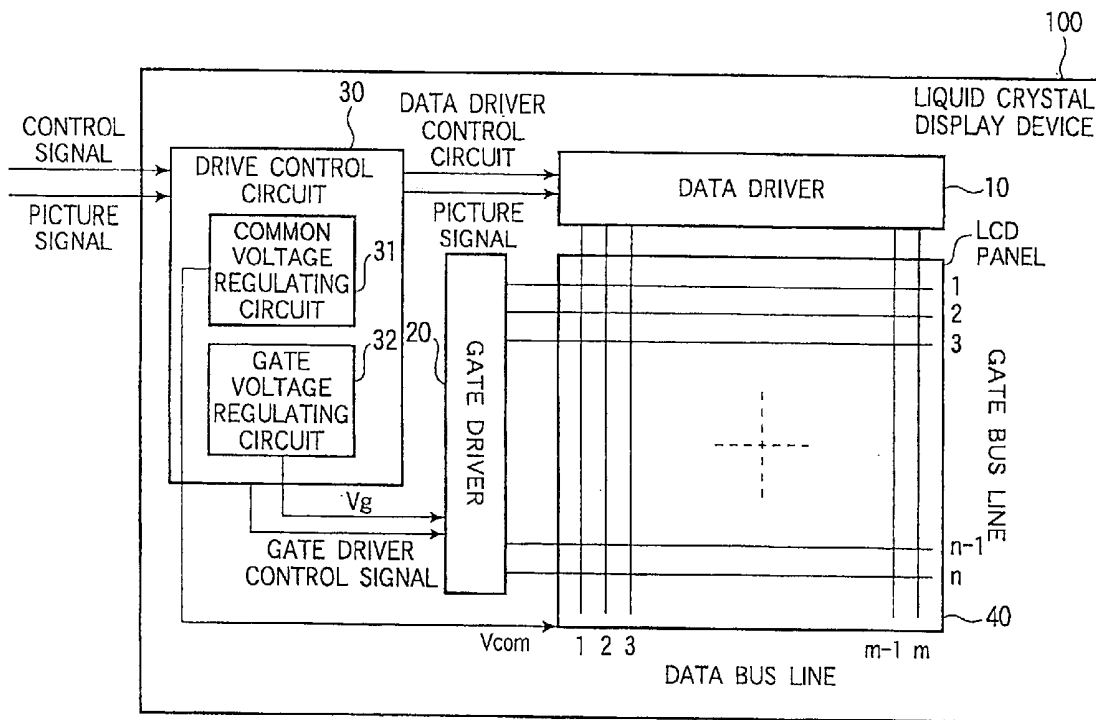 100
LIQUID CRYSTAL
DISPLAY DEVICE
CONTROL
SIGNAL
PICTURE
SIGNAL
30
DRIVE CONTROL
CIRCUIT
COMMON
VOLTAGE
REGULATING
CIRCUIT
31
GATE
VOLTAGE
REGULATING
CIRCUIT
32
DATA DRIVER
CONTROL
CIRCUIT
PICTURE
SIGNAL
DATA DRIVER
10
LCD
PANEL
20
GATE DRIVER
1
2
3
GATE BUS LINE
n-1
n
40
Vg
GATE DRIVER
CONTROL SIGNAL
Vcom
1 2 3
m-1 m
DATA BUS LINE